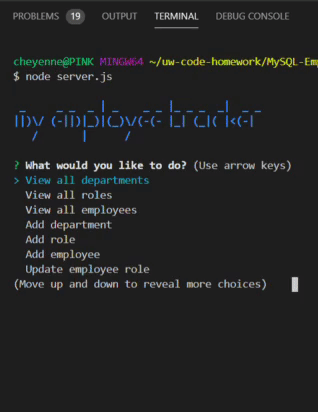 PROBLEMS 19 OUTPUT TERMINAL DEBUG CONSOLE
cheyenne@PINK MINGW64 ~/uw-code-homework/MySQL-Emp
$ node server.js
? What would you like to do? (Use arrow keys)
> View all departments
View all roles
View all employees
Add department
Add role
Add employee
Update employee role
(Move up and down to reveal more choices)